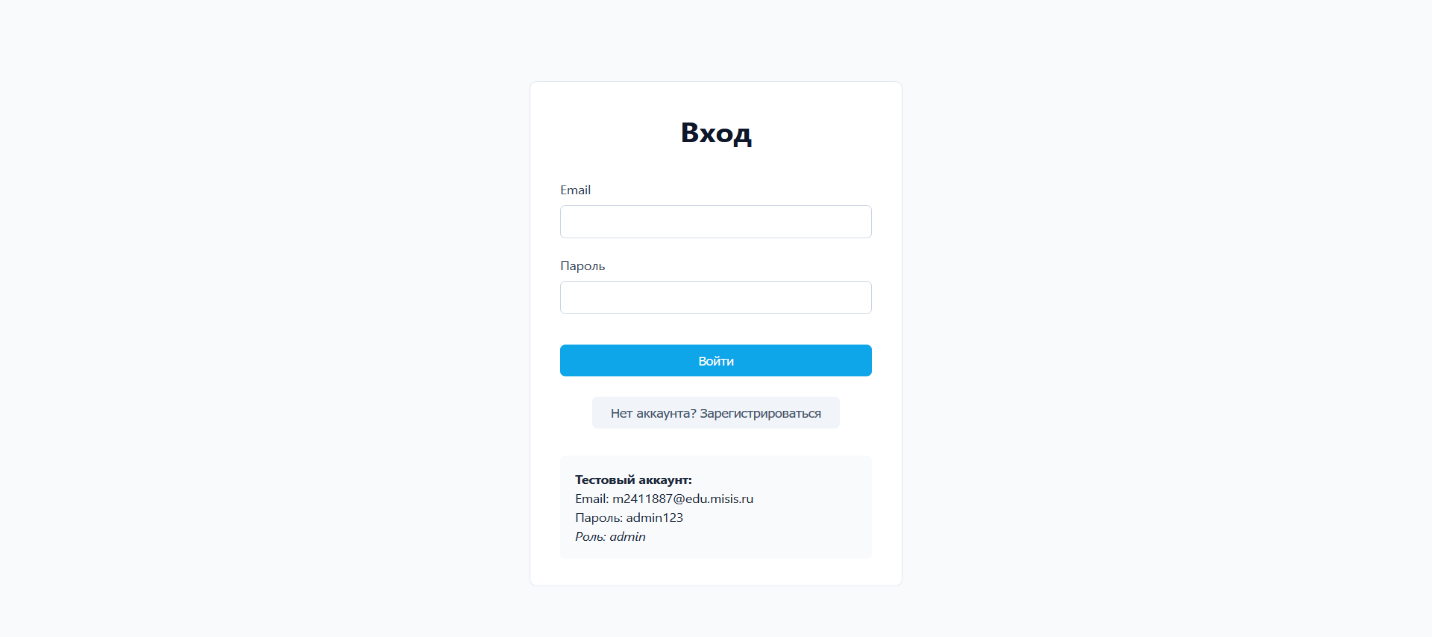 Вход
Email
Пароль
Войти
Нет аккаунта? Зарегистрироваться
Тестовый аккаунт:
Email: m2411887@edu.misis.ru
Пароль: admin123
Роль: admin